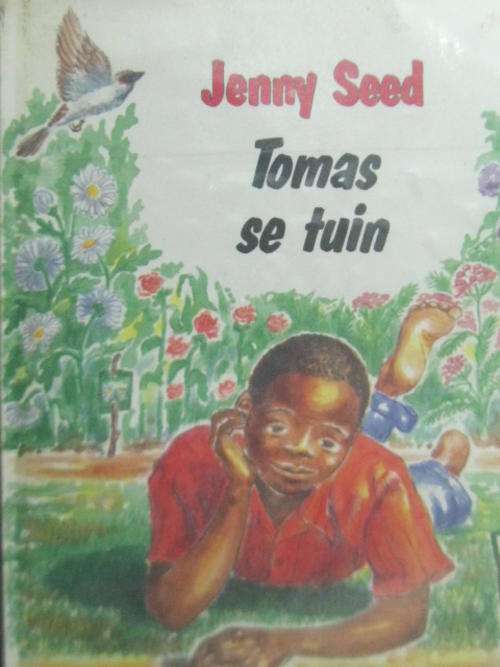 Jenny Seed
Tomas
se tuin